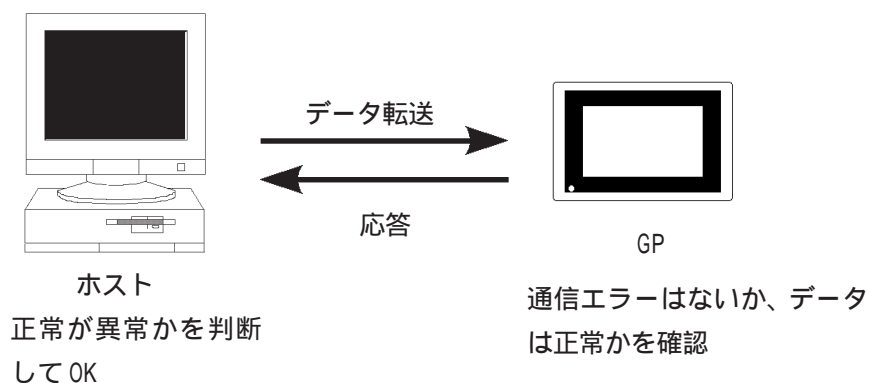 データ転送
応答
ホスト
正常が異常かを判断
して OK
GP
通信エラーはないか、データ
は正常かを確認